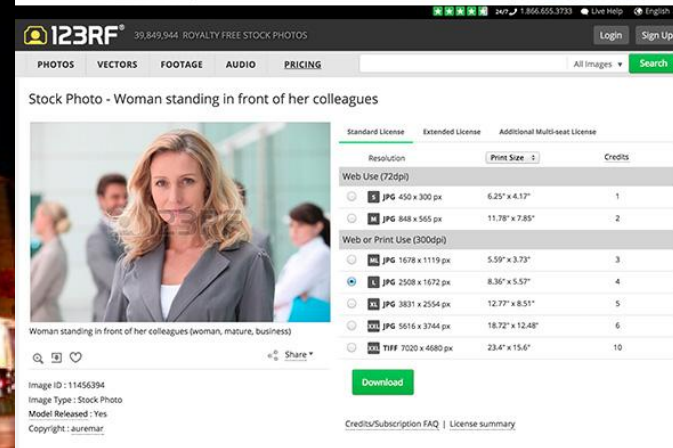 24/7 1.866.655.3733 Live Help English
123RF® 39,849,944 ROYALTY FREE STOCK PHOTOS Login Sign Up
PHOTOS VECTORS FOOTAGE AUDIO PRICING All Images Search
Stock Photo - Woman standing in front of her colleagues
Standard License Extended License Additional Multi-seat License
Resolution Print Size Credits
Web Use (72dpi)
S JPG 450 x 300 px 6.25" x 4.17" 1
M JPG 848 x 565 px 11.78" x 7.85" 2
Web or Print Use (300dpi)
ML JPG 1678 x 1119 px 5.59" x 3.73" 3
L JPG 2508 x 1672 px 8.36" x 5.57" 4
XL JPG 3831 x 2554 px 12.77" x 8.51" 5
XXL JPG 5616 x 3744 px 18.72" x 12.48" 6
XXL TIFF 7020 x 4680 px 23.4" x 15.6" 10
123RF
Woman standing in front of her colleagues (woman, mature, business)
Share
Download
Image ID : 11456394
Image Type : Stock Photo
Model Released : Yes
Copyright : auremar
Credits/Subscription FAQ | License summary